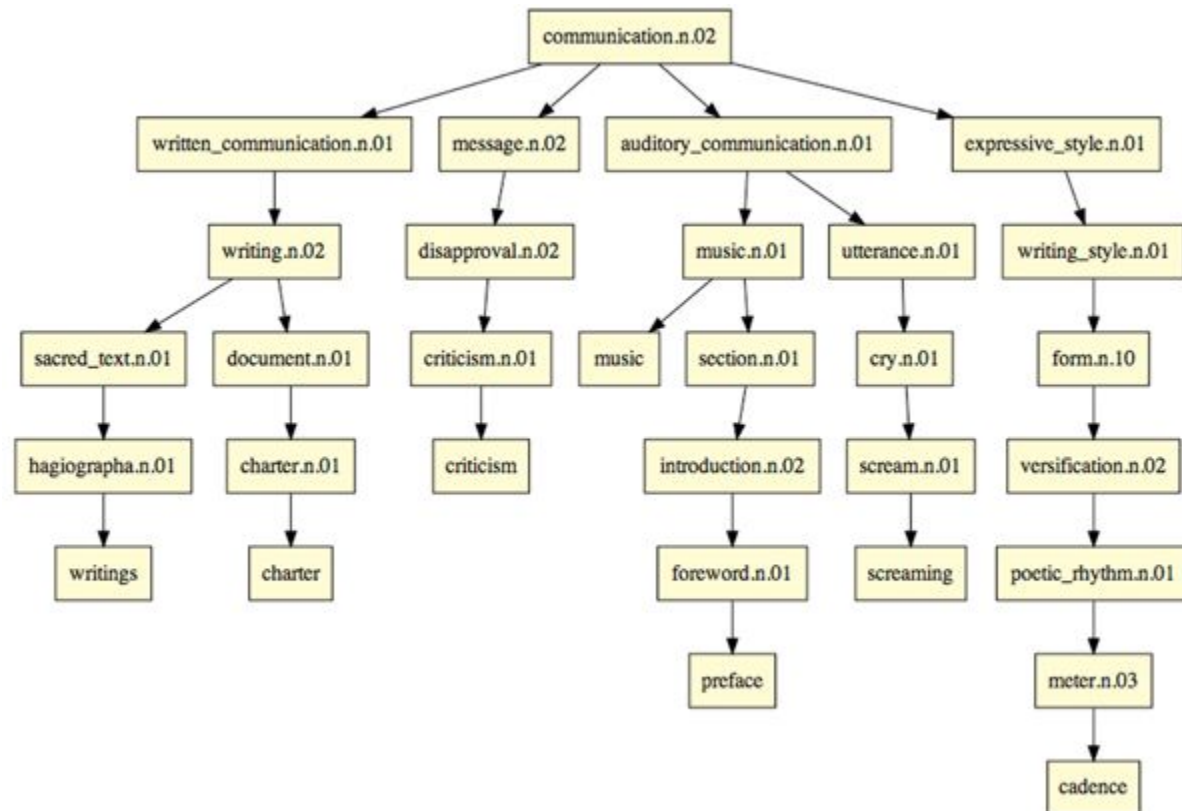 communication.n.02
written_communication.n.01 message.n.02 auditory_communication.n.01 expressive_style.n.01
writing.n.02 disapproval.n.02 music.n.01 utterance.n.01 writing_style.n.01
sacred_text.n.01 document.n.01 criticism.n.01 music section.n.01 cry.n.01 form.n.10
hagiographa.n.01 charter.n.01 criticism introduction.n.02 scream.n.01 versification.n.02
writings charter foreword.n.01 screaming poetic_rhythm.n.01
preface meter.n.03
cadence